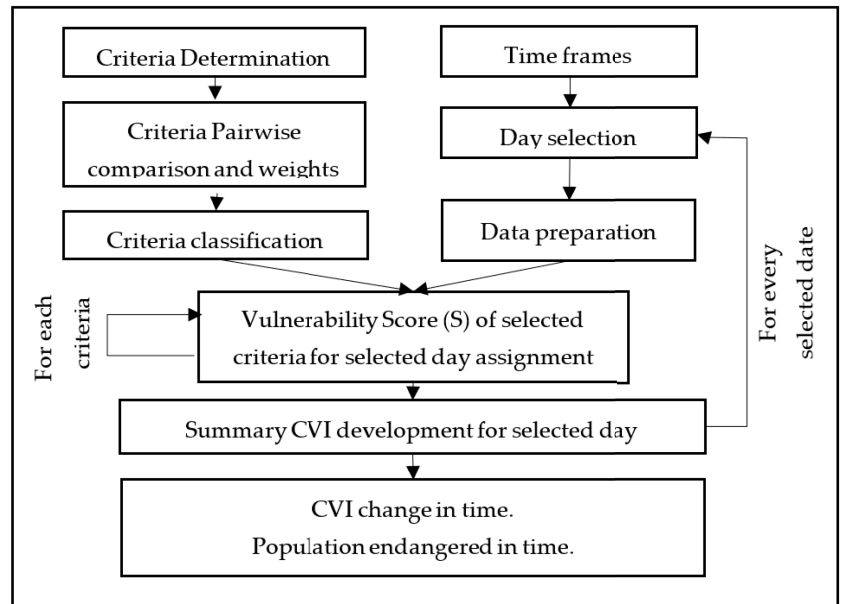 Criteria Determination
Time frames
Criteria Pairwise
comparison and weights
Day selection
Criteria classification
Data preparation
For each
criteria
Vulnerability Score (S) of selected
criteria for selected day assignment
For every
selected date
Summary CVI development for selected day
CVI change in time.
Population endangered in time.